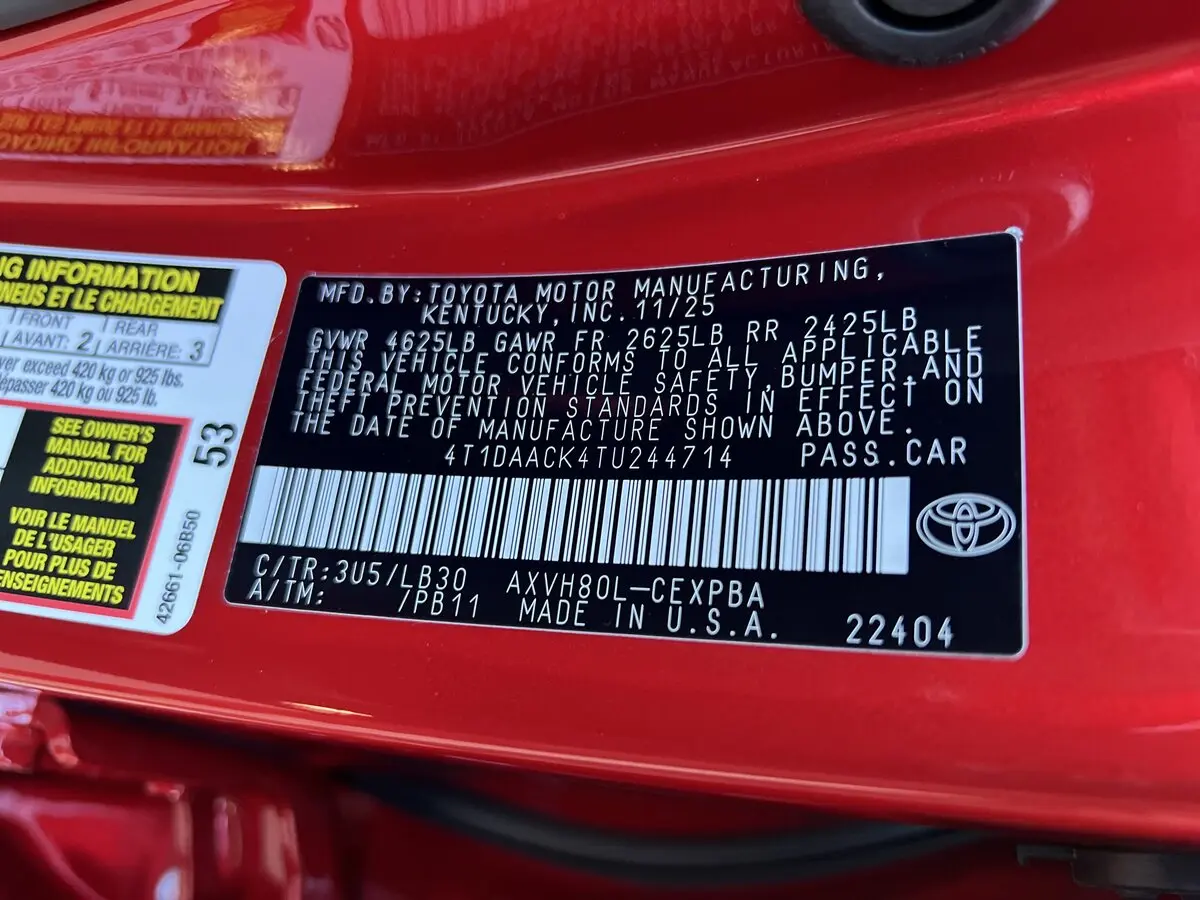 NG INFORMATION
PNEUS ET LE CHARGEMENT
FRONT REAR
AVANT: 2 ARRIÈRE: 3
ver exceed 420 kg or 925 lbs.
épasser 420 kg ou 925 lb.
SEE OWNER'S
MANUAL FOR
ADDITIONAL
INFORMATION
VOIR LE MANUEL
DE L'USAGER
POUR PLUS DE
ENSEIGNEMENTS
53
42661-06B50
MFD.BY:TOYOTA MOTOR MANUFACTURING,
KENTUCKY,INC.11/25
GVWR 4625LB GAWR FR 2625LB RR 2425LB
THIS VEHICLE CONFORMS TO ALL APPLICABLE
FEDERAL MOTOR VEHICLE SAFETY,BUMPER,AND
THEFT PREVENTION STANDARDS IN EFFECT ON
THE DATE OF MANUFACTURE SHOWN ABOVE.
4T1DAACK4TU244714 PASS.CAR
C/TR:3U5/LB30 AXVH80L-CEXPBA
A/TM: /PB11 MADE IN U.S.A. 22404